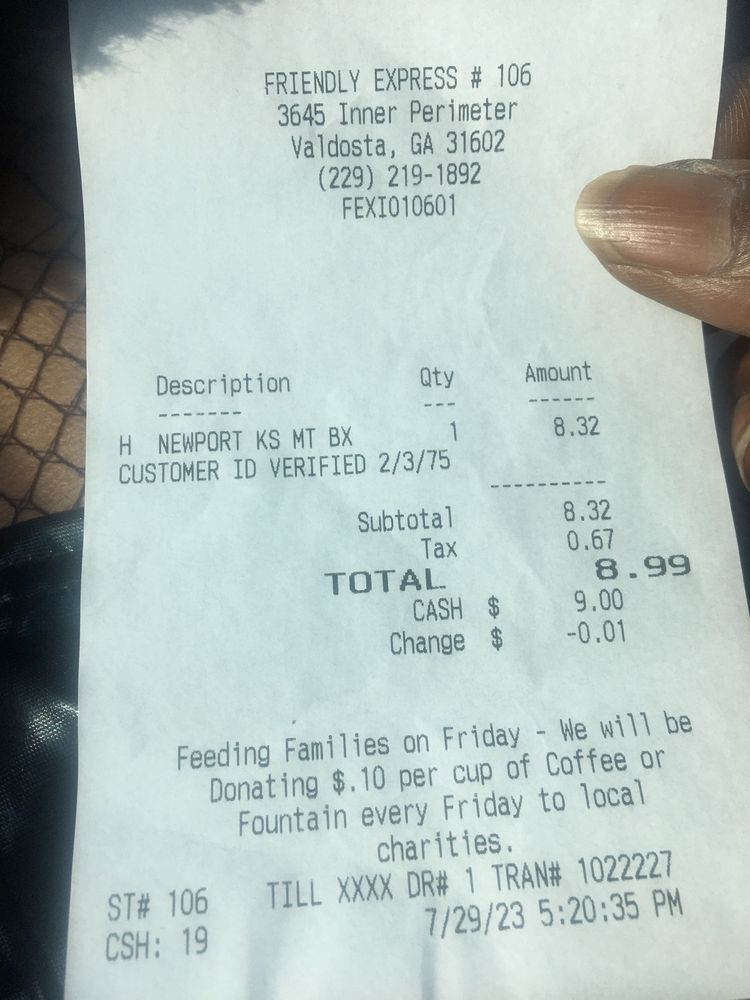 FRIENDLY EXPRESS # 106
3645 Inner Perimeter
Valdosta, GA 31602
(229) 219-1892
FEXI010601
Description Qty Amount
------- --- ------
H NEWPORT KS MT BX 1 8.32
CUSTOMER ID VERIFIED 2/3/75
----------
Subtotal 8.32
Tax 0.67
TOTAL 8.99
CASH $ 9.00
Change $ -0.01
Feeding Families on Friday - We will be
Donating $.10 per cup of Coffee or
Fountain every Friday to local
charities.
ST# 106 TILL XXXX DR# 1 TRAN# 1022227
CSH: 19 7/29/23 5:20:35 PM